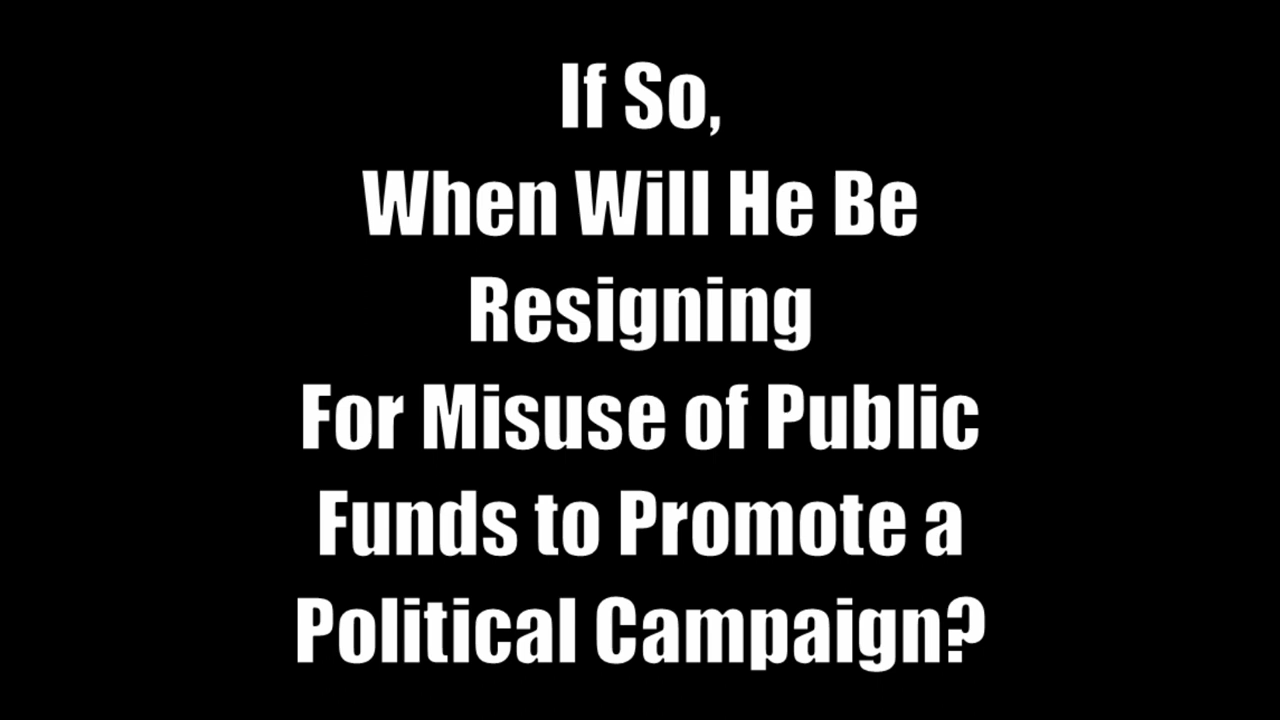 If So,
When Will He Be
Resigning
For Misuse of Public
Funds to Promote a
Political Campaign?